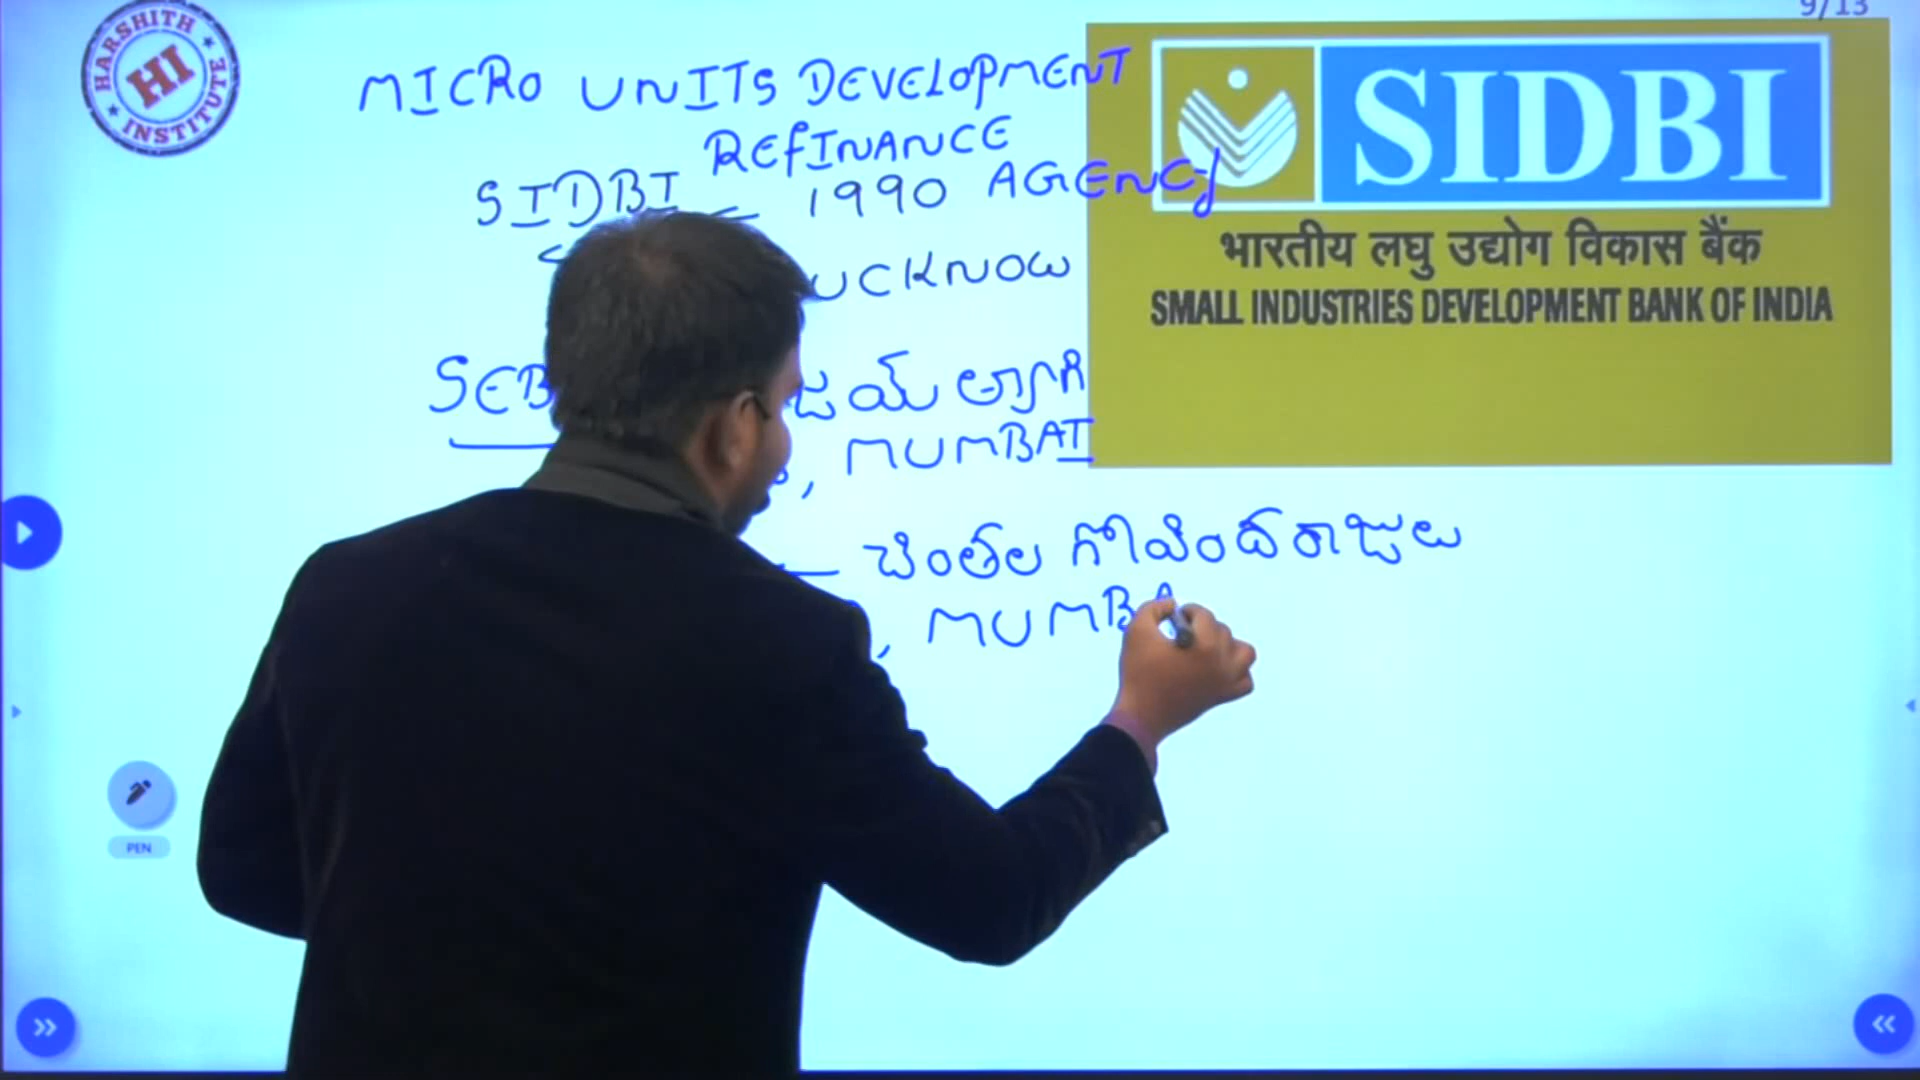 9/13
HARSHITH
HI
INSTITUTE
MICRO UNITS DEVELOPMENT
REFINANCE
AGENCY
SIDBI — 1990
UCKNOW
SEB
అజయ్ త్యాగి
, MUMBAI
— చింతల గోవిందరాజులు
, MUMBA
SIDBI
भारतीय लघु उद्योग विकास बैंक
SMALL INDUSTRIES DEVELOPMENT BANK OF INDIA
PEN